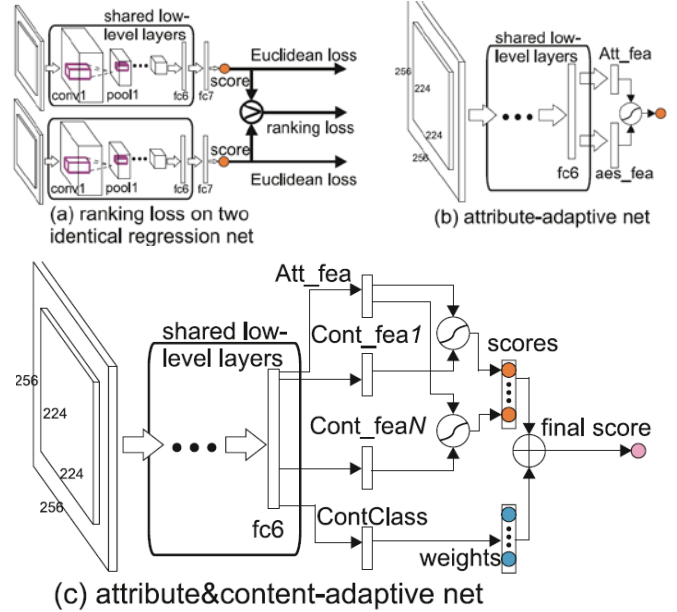 shared low-
level layers
conv1
pool1
fc6
fc7
score
Euclidean loss
ranking loss
score
conv1
pool1
fc6
fc7
Euclidean loss
(a) ranking loss on two
identical regression net
shared low-
level layers
256
224
224
256
fc6
Att_fea
aes_fea
(b) attribute-adaptive net
shared low-
level layers
256
224
224
256
fc6
Att_fea
Cont_fea1
Cont_feaN
ContClass
scores
weights
final score
(c) attribute&content-adaptive net